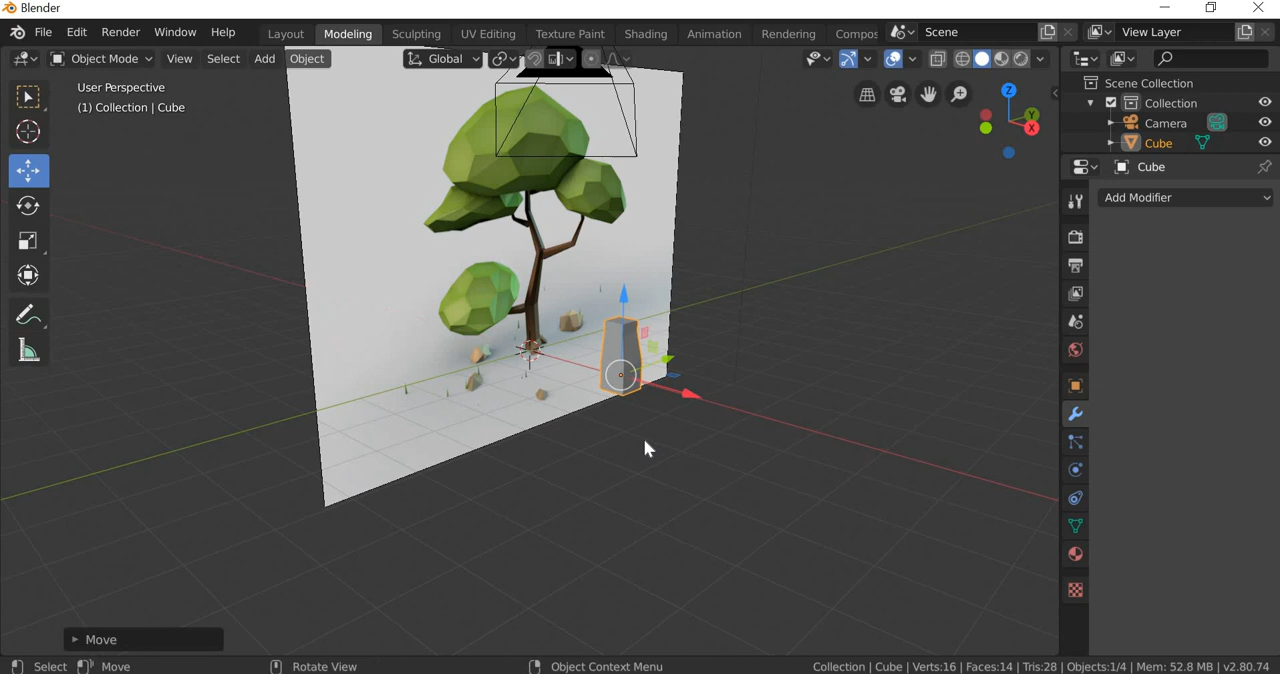 Blender
File Edit Render Window Help Layout Modeling Sculpting UV Editing Texture Paint Shading Animation Rendering Compos Scene View Layer
Object Mode View Select Add Object Global
User Perspective
(1) Collection | Cube
Z
Y
X
Scene Collection
Collection
Camera
Cube
Cube
Add Modifier
Move
Select Move Rotate View Object Context Menu Collection | Cube | Verts:16 | Faces:14 | Tris:28 | Objects:1/4 | Mem: 52.8 MB | v2.80.74